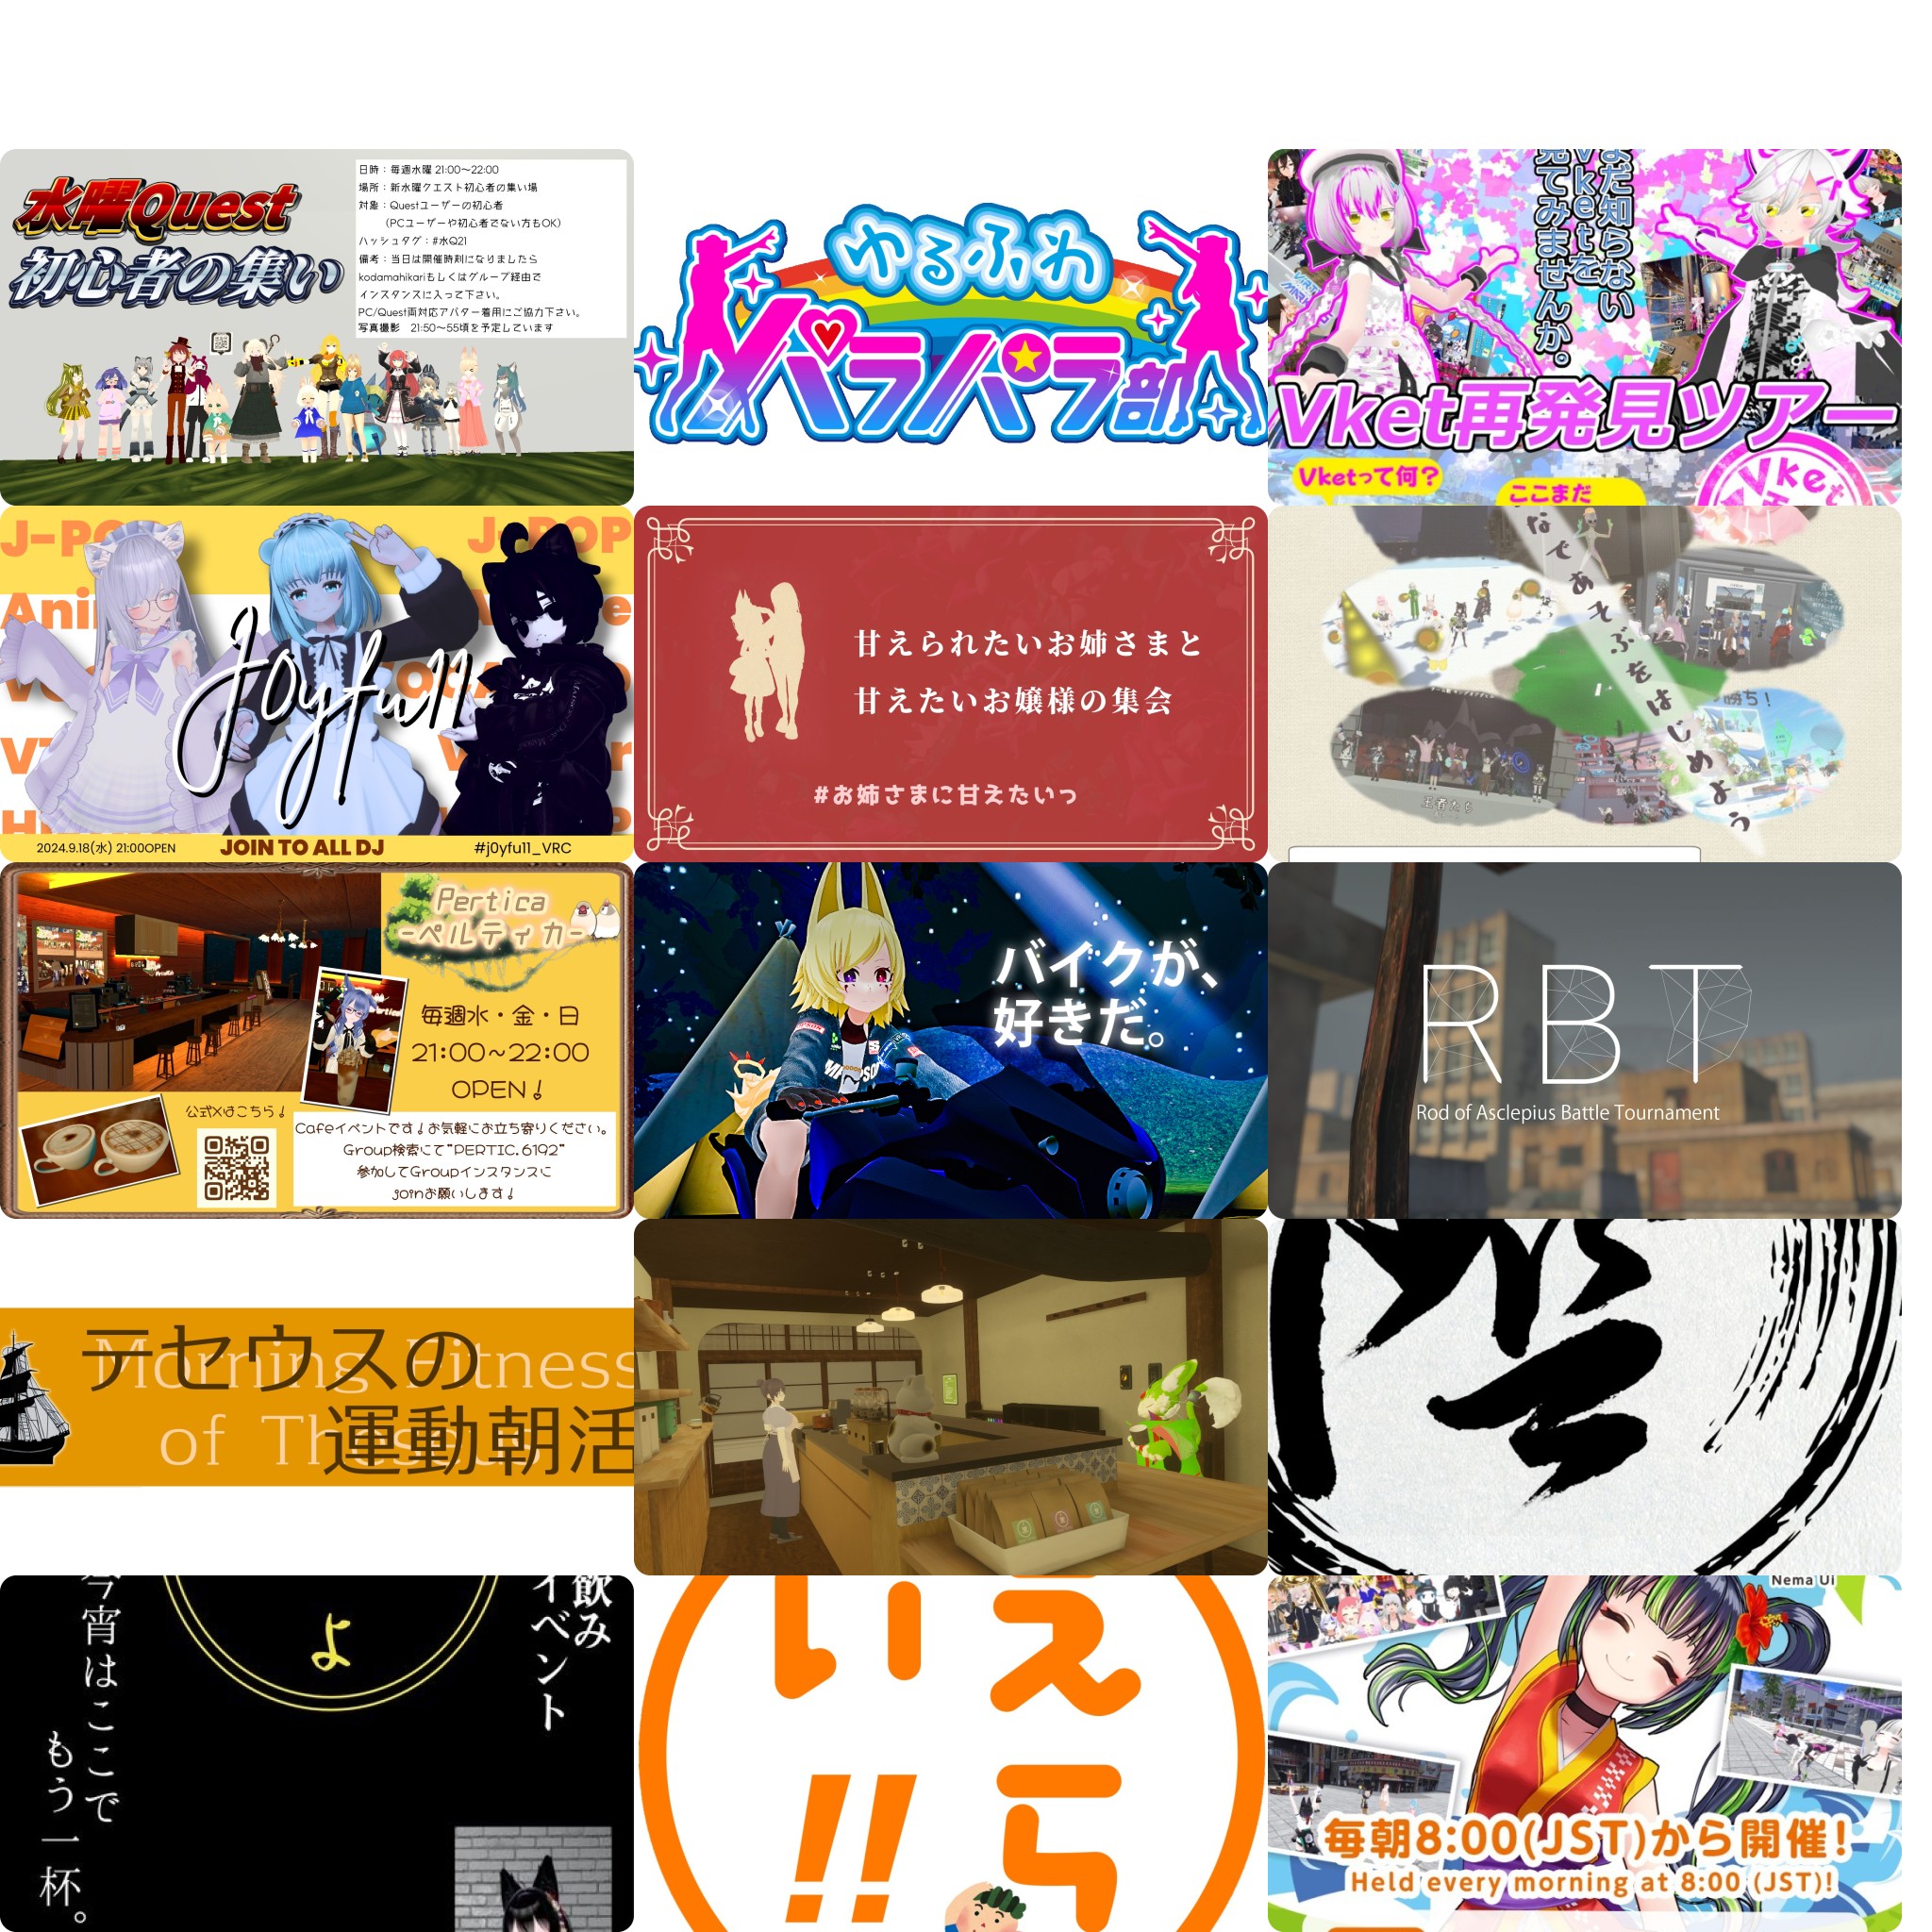 水曜Quest
初心者の集い
日時：毎週水曜 21:00～22:00
場所：新水曜クエスト初心者の集い場
対象：Questユーザーの初心者
（PCユーザーや初心者でない方もOK）
ハッシュタグ：#水Q21
備考：当日は開催時刻になりましたら
kodamahikariもしくはグループ経由で
インスタンスに入って下さい。
PC/Quest両対応アバター着用にご協力下さい。
写真撮影　21:50～55頃を予定しています
ゆるふわ
パラパラ部
まだ知らない
Vketを
見てみませんか。
Vket再発見ツアー
Vketって何？
ここまだ
Vket
J-POP
J-POP
Joyfu11
2024.9.18(水) 21:00OPEN
JOIN TO ALL DJ
#j0yfu11_VRC
甘えられたいお姉さまと
甘えたいお嬢様の集会
#お姉さまに甘えたいっ
なであそぶをはじめよう
勝ち！
王者たち
Pertica
-ペルティカ-
毎週水・金・日
21:00～22:00
OPEN！
公式Xはこちら！
Cafeイベントです！お気軽にお立ち寄りください。
Group検索にて"PERTIC.6192"
参加してGroupインスタンスに
joinお願いします！
バイクが、
好きだ。
RBT
Rod of Asclepius Battle Tournament
テセウスの
運動朝活
Morning Fitness
of Theseus
飲み
イベント
よ
今宵はここで
もう一杯。
えら
い!!
Nema Ui
毎朝8:00(JST)から開催！
Held every morning at 8:00 (JST)!